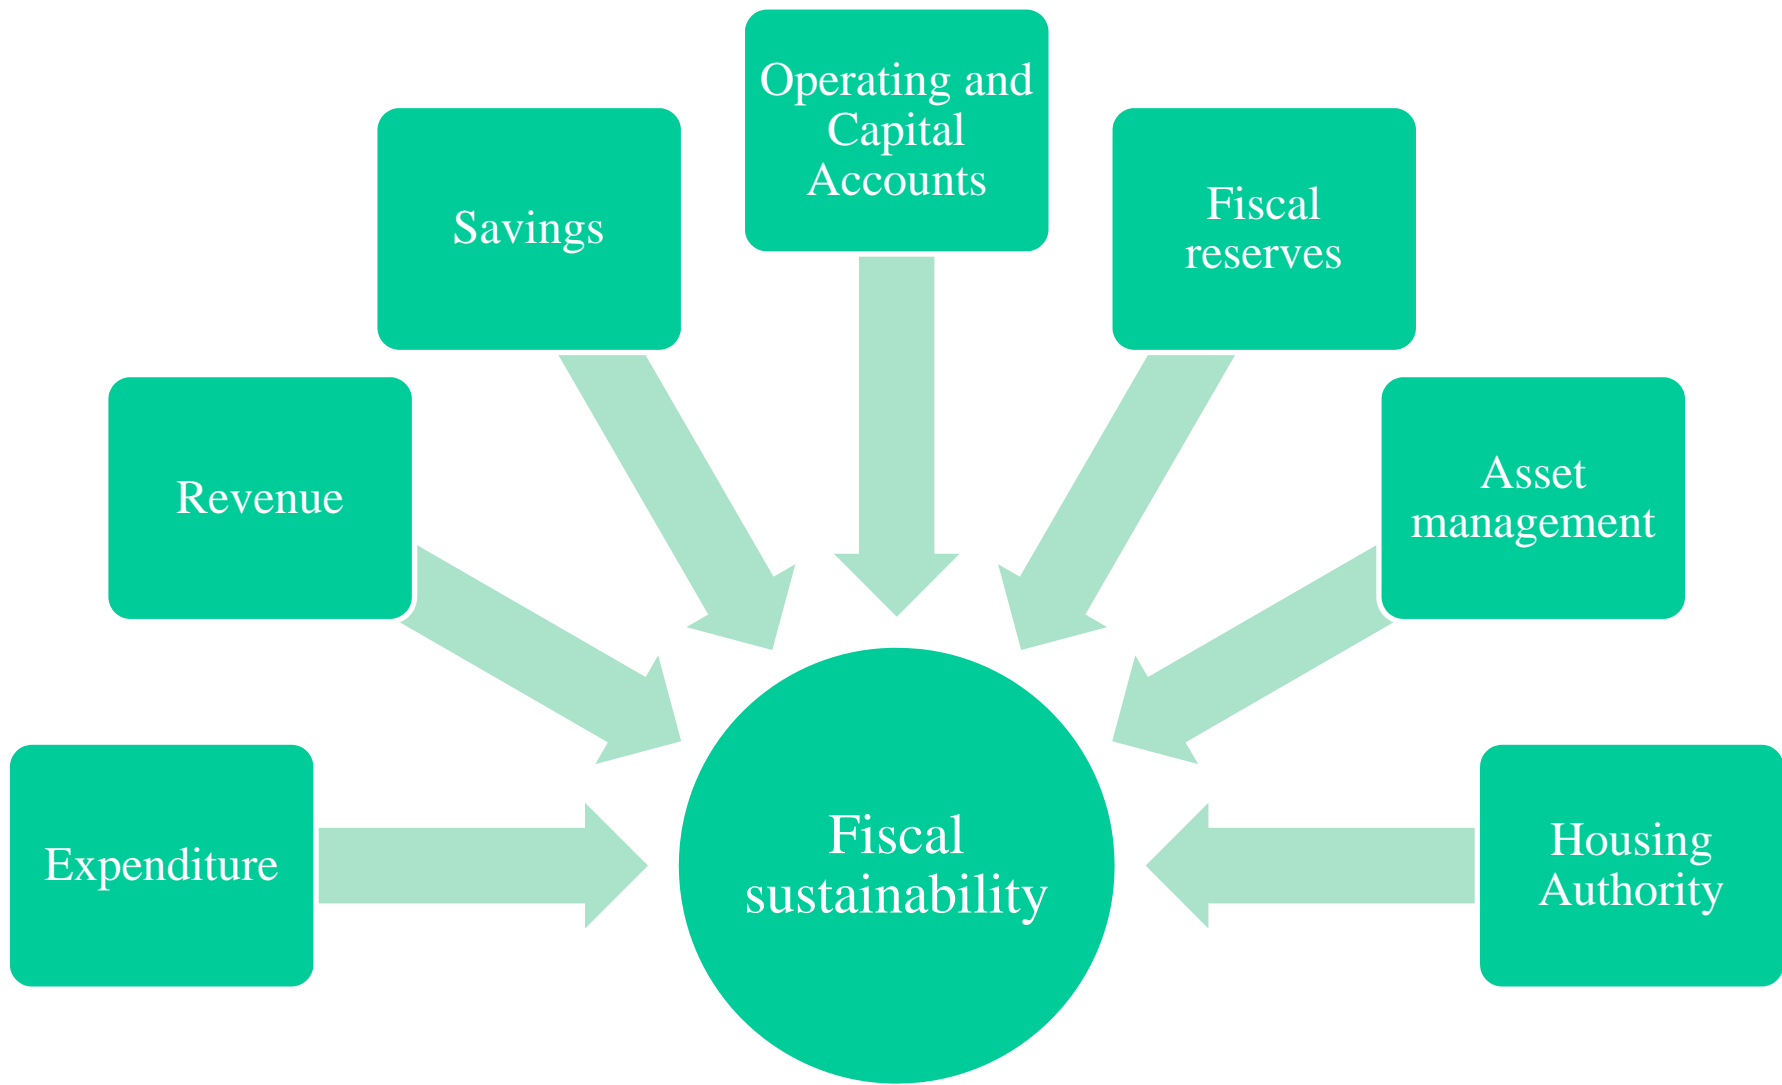 Operating and
Capital
Accounts
Savings
Fiscal
reserves
Revenue
Asset
management
Expenditure
Fiscal
sustainability
Housing
Authority